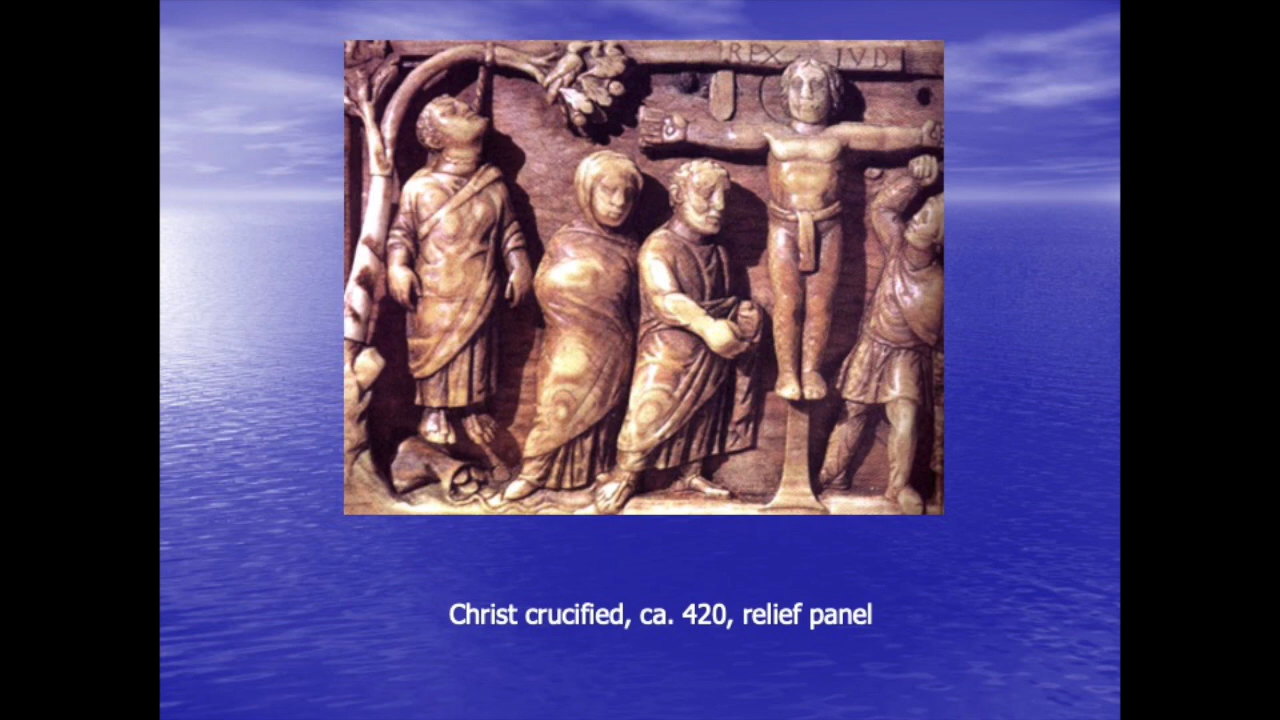 REX IVD
Christ crucified, ca. 420, relief panel